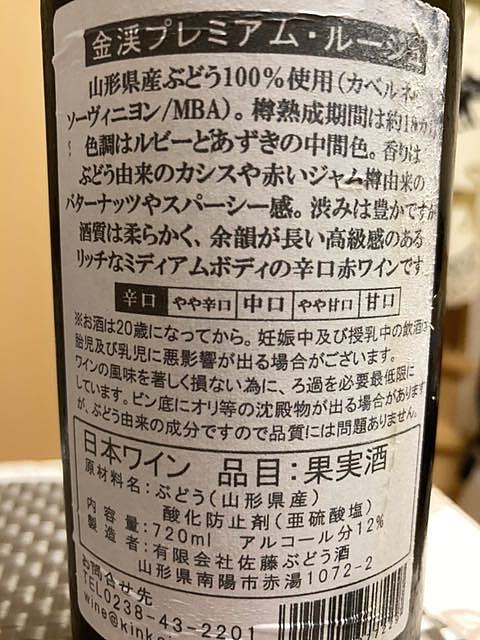 金渓プレミアム・ルージュ
山形県産ぶどう100%使用(カベルネ
ソーヴィニヨン/MBA)。樽熟成期間は約1
色調はルビーとあずきの中間色。香りは
ぶどう由来のカシスや赤いジャム樽由来の
バターナッツやスパーシー感。渋みは豊かですが
酒質は柔らかく、余韻が長い高級感のある
リッチなミディアムボディの辛口赤ワインです
辛口 やや辛口 中口 やや甘口 甘口
※お酒は20歳になってから。妊娠中及び授乳中の飲酒は
胎児及び乳児に悪影響が出る場合がございます。
ワインの風味を著しく損ない為に、ろ過を必要最低限に
しています。ビン底にオリ等の沈殿物が出る場合があります
が、ぶどう由来の成分ですので品質には問題ありません。
日本ワイン 品目:果実酒
原材料名:ぶどう(山形県産)
酸化防止剤(亜硫酸塩)
内容量:720ml アルコール分12%
製造者:有限会社佐藤ぶどう酒
山形県南陽市赤湯1072-2
お問合せ先
TEL0238-43-2201
wine@kinkei